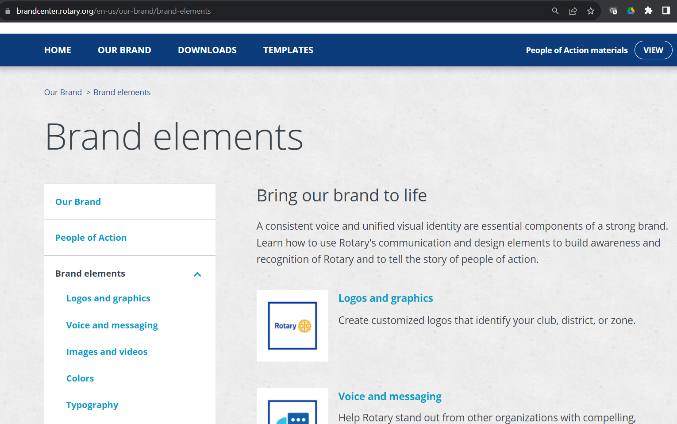 brandcenter.rotary.org/en-us/our-brand/brand-elements
HOME OUR BRAND DOWNLOADS TEMPLATES People of Action materials VIEW
Our Brand > Brand elements
Brand elements
Our Brand
People of Action
Brand elements
Logos and graphics
Voice and messaging
Images and videos
Colors
Typography
Bring our brand to life
A consistent voice and unified visual identity are essential components of a strong brand.
Learn how to use Rotary's communication and design elements to build awareness and
recognition of Rotary and to tell the story of people of action.
Rotary
Logos and graphics
Create customized logos that identify your club, district, or zone.
Voice and messaging
Help Rotary stand out from other organizations with compelling,